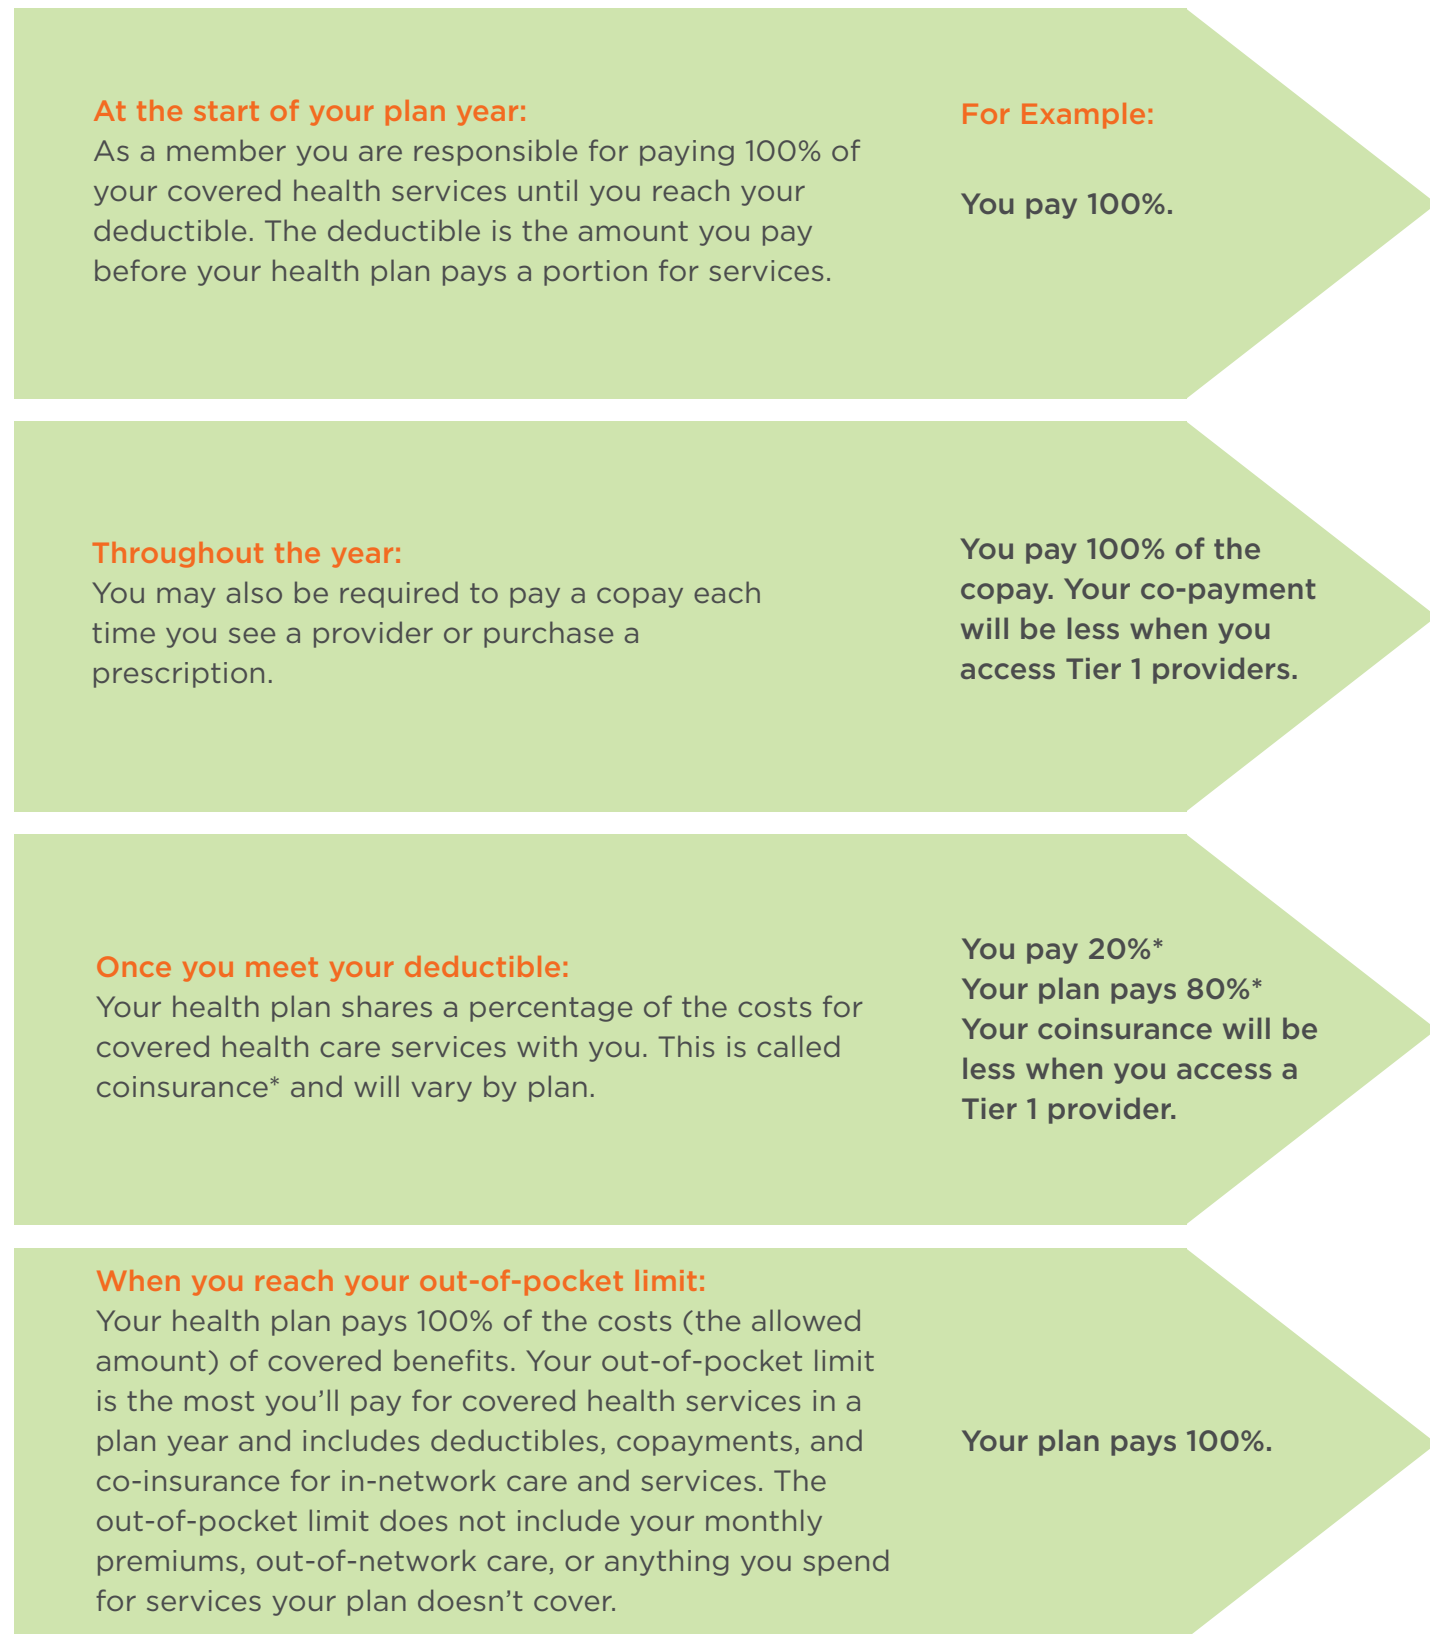 At the start of your plan year:
As a member you are responsible for paying 100% of
your covered health services until you reach your
deductible. The deductible is the amount you pay
before your health plan pays a portion for services.
For Example:
You pay 100%.
Throughout the year:
You may also be required to pay a copay each
time you see a provider or purchase a
prescription.
You pay 100% of the
copay. Your co-payment
will be less when you
access Tier 1 providers.
Once you meet your deductible:
Your health plan shares a percentage of the costs for
covered health care services with you. This is called
coinsurance* and will vary by plan.
You pay 20%*
Your plan pays 80%*
Your coinsurance will be
less when you access a
Tier 1 provider.
When you reach your out-of-pocket limit:
Your health plan pays 100% of the costs (the allowed
amount) of covered benefits. Your out-of-pocket limit
is the most you’ll pay for covered health services in a
plan year and includes deductibles, copayments, and
co-insurance for in-network care and services. The
out-of-pocket limit does not include your monthly
premiums, out-of-network care, or anything you spend
for services your plan doesn’t cover.
Your plan pays 100%.